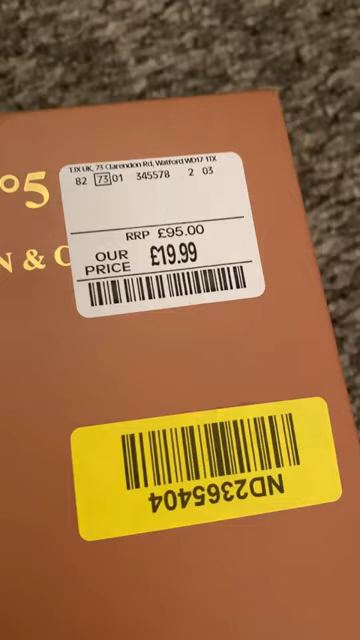 TJX UK, 73 Clarendon Rd, Watford WD17 1TX
82 73 01 345578 2 03
º5
N & C
RRP £95.00
OUR PRICE £19.99
ND2365404